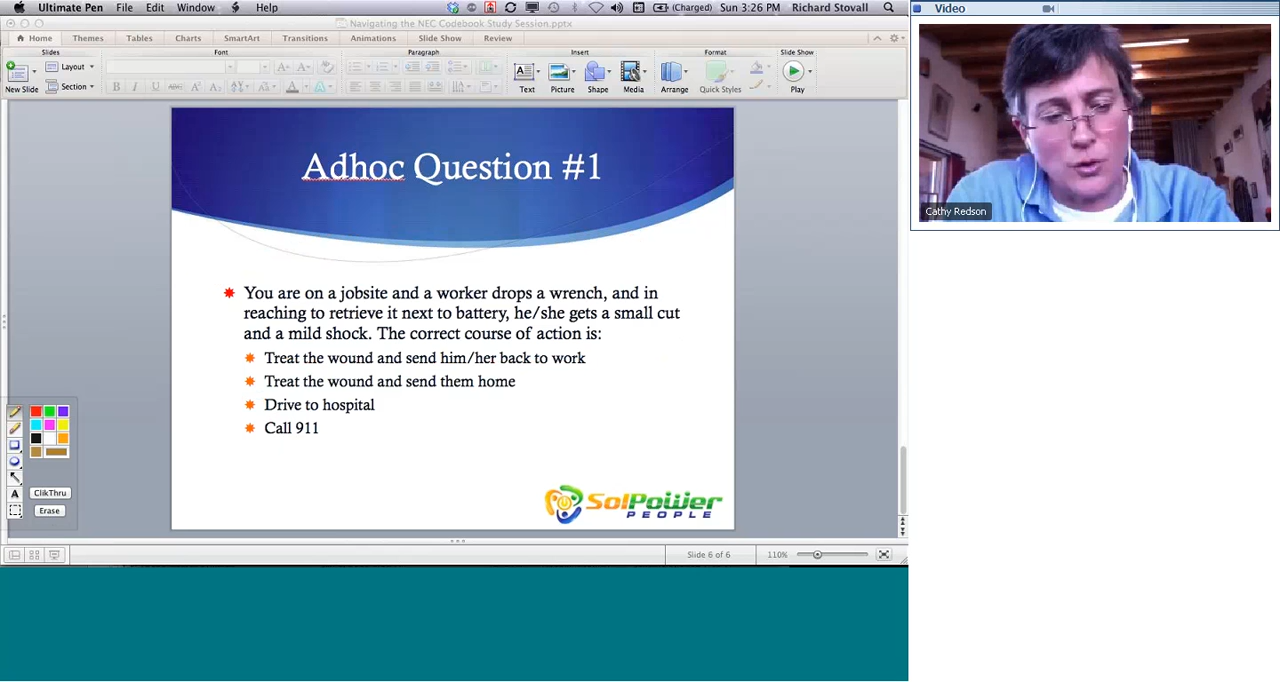 Ultimate Pen File Edit Window Help (Charged) Sun 3:26 PM Richard Stovall
Video
Navigating the NEC Codebook Study Session.pptx
Home Themes Tables Charts SmartArt Transitions Animations Slide Show Review
Slides Font Paragraph Insert Format Slide Show
New Slide Layout Section Text Picture Shape Media Arrange Quick Styles Play
Adhoc Question #1
You are on a jobsite and a worker drops a wrench, and in
reaching to retrieve it next to battery, he/she gets a small cut
and a mild shock. The correct course of action is:
Treat the wound and send him/her back to work
Treat the wound and send them home
Drive to hospital
Call 911
SolPower
PEOPLE
Cathy Redson
ClikThru
Erase
Slide 6 of 6 110%